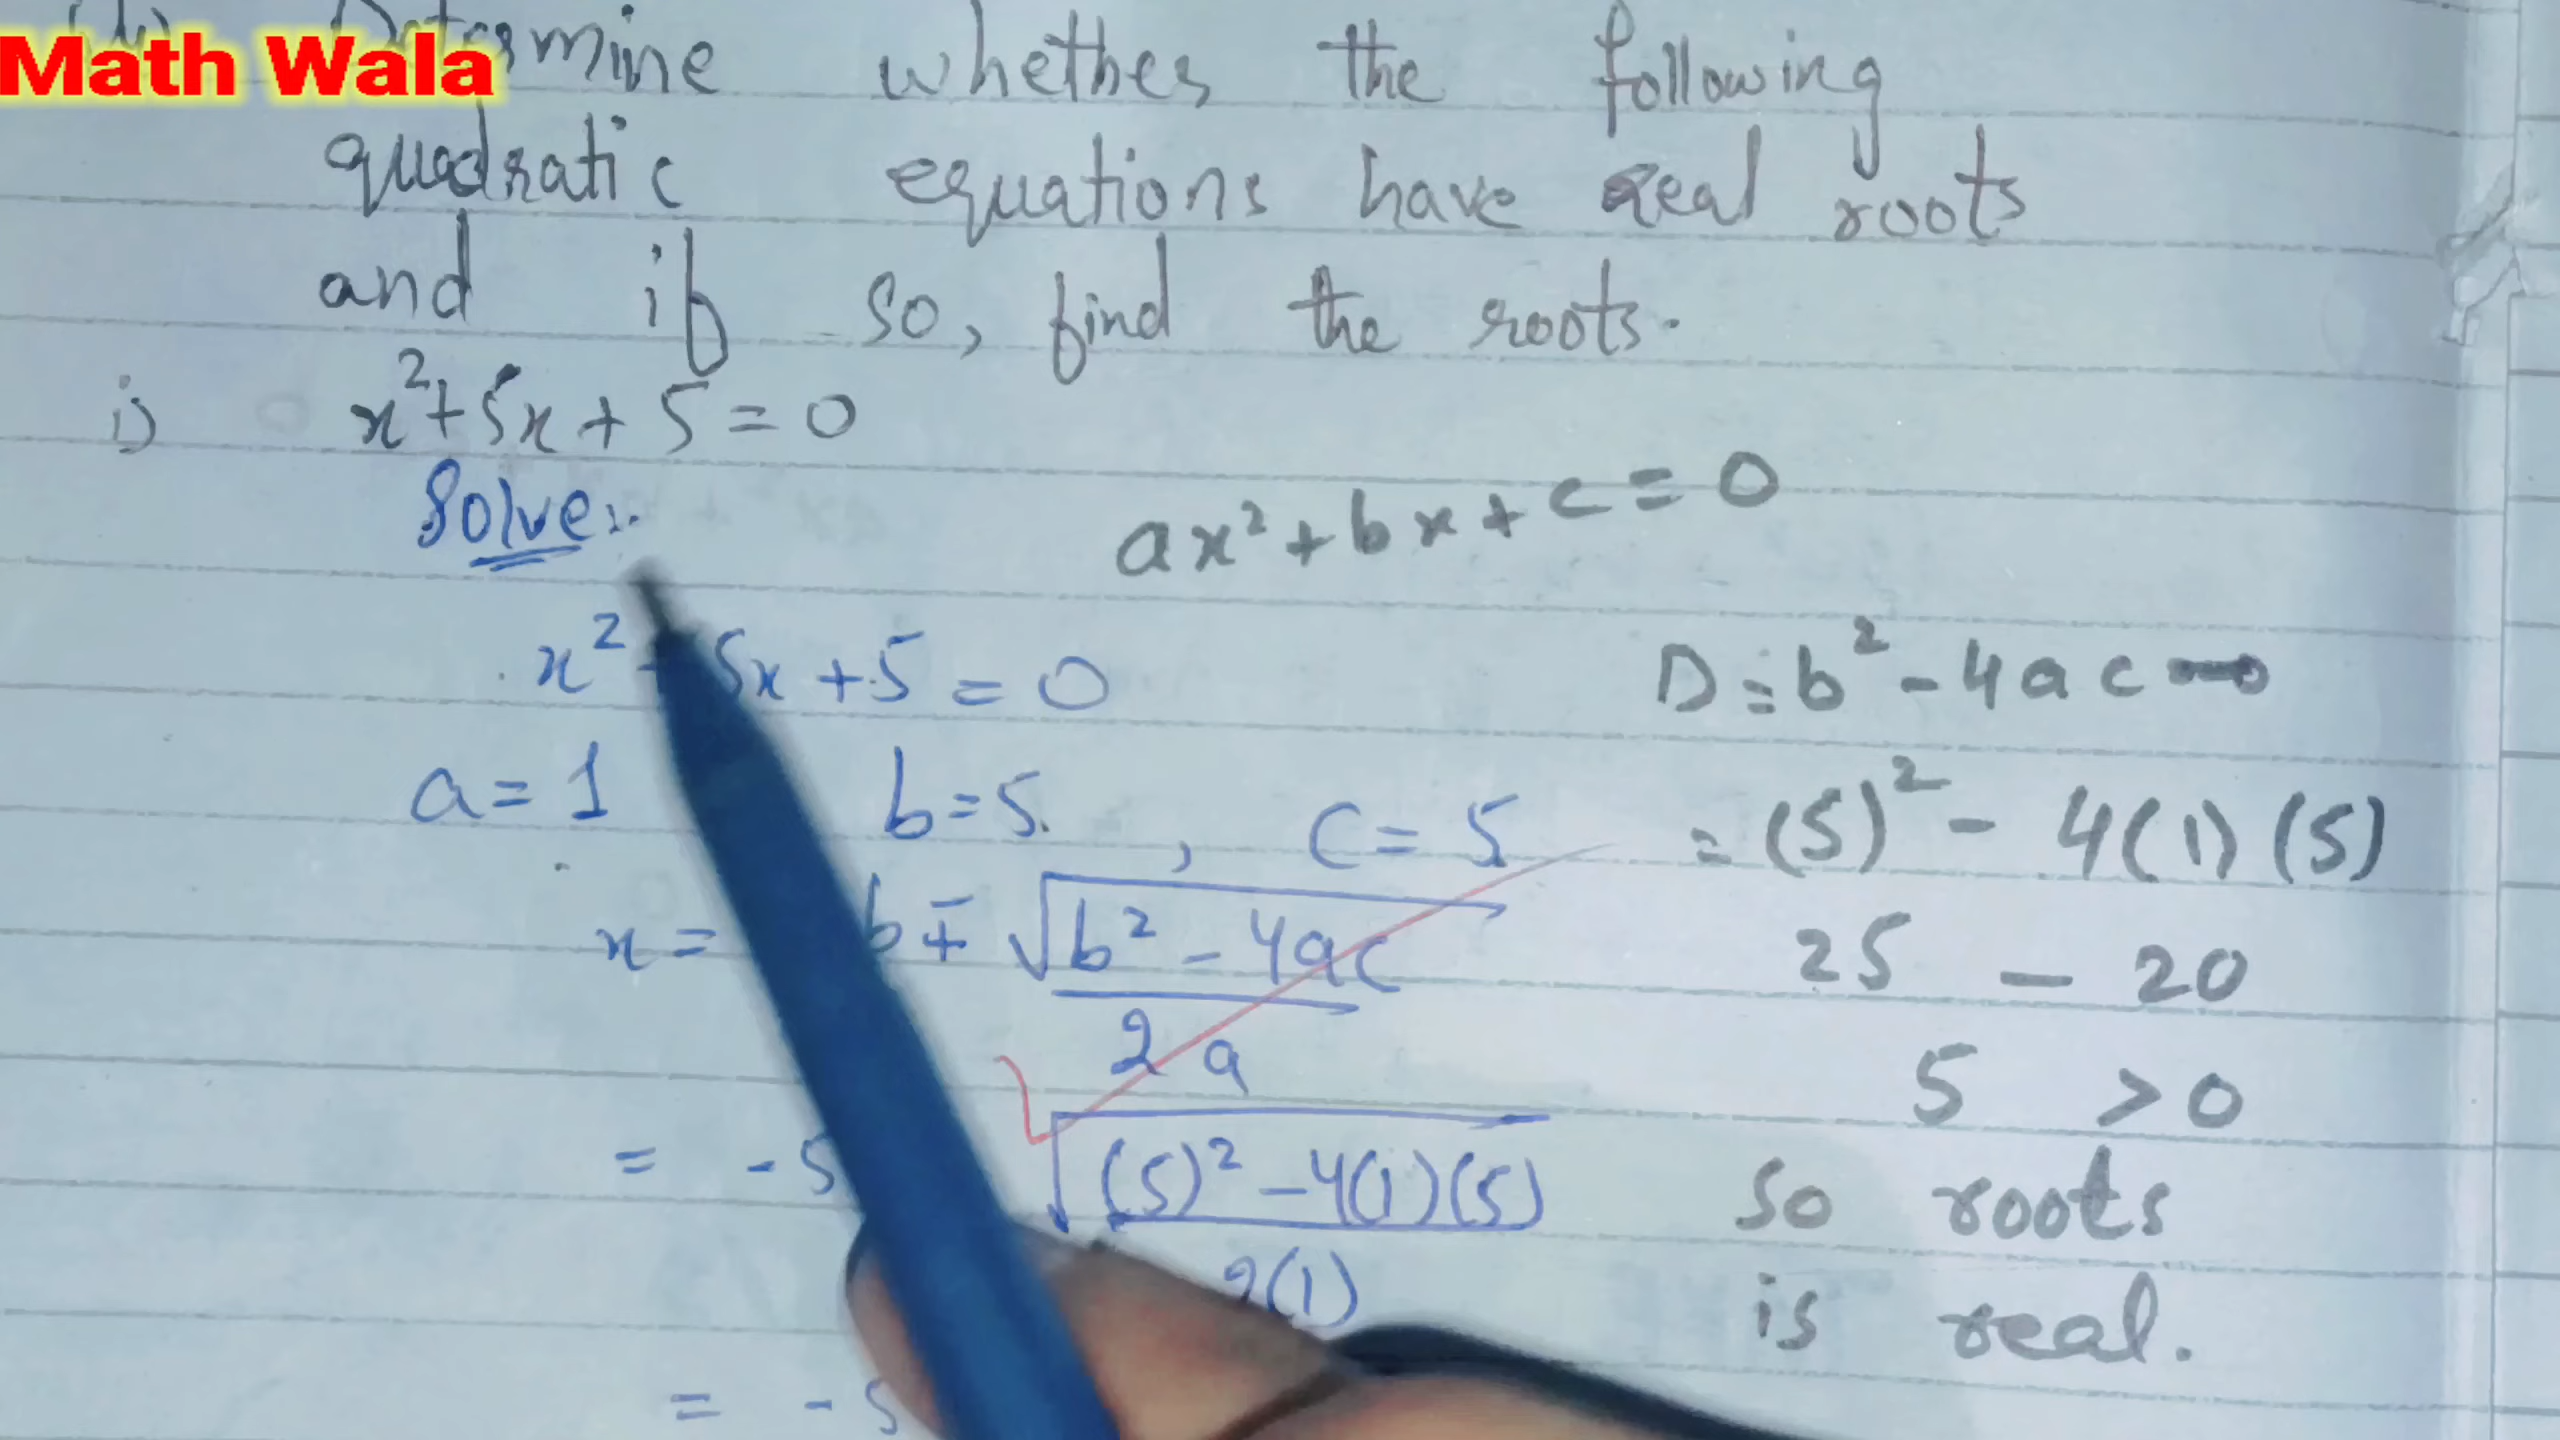 Math Wala
Determine whether the following
quadratic equations have real roots
and if so, find the roots.
i) x²+5x+5=0
Solve:.
ax²+bx+c=0
x²+5x+5=0
D=b²-4ac
a=1 b=5, c=5
=(5)²-4(1)(5)
x= b∓√b²-4ac
2a
25-20
5 >0
= -5 √(5)²-4(1)(5)
2(1)
so roots
is real.
= -5